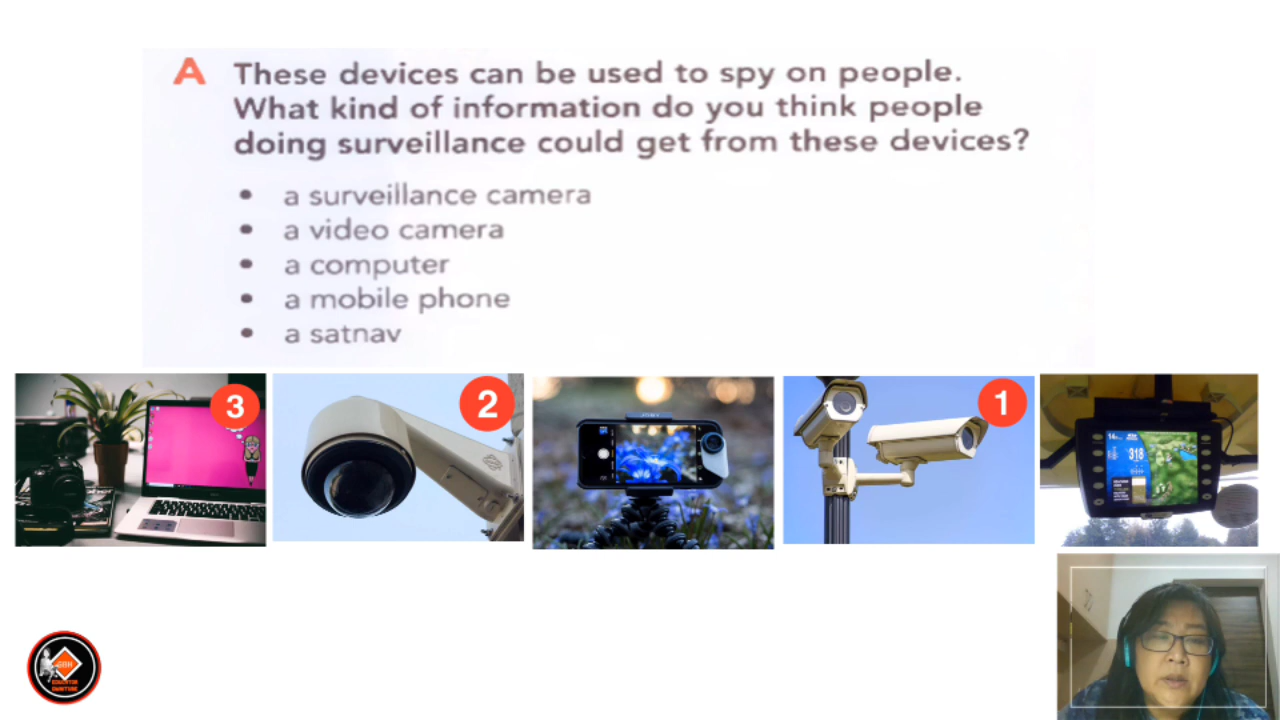 A These devices can be used to spy on people.
What kind of information do you think people
doing surveillance could get from these devices?
• a surveillance camera
• a video camera
• a computer
• a mobile phone
• a satnav
3
2
1
318